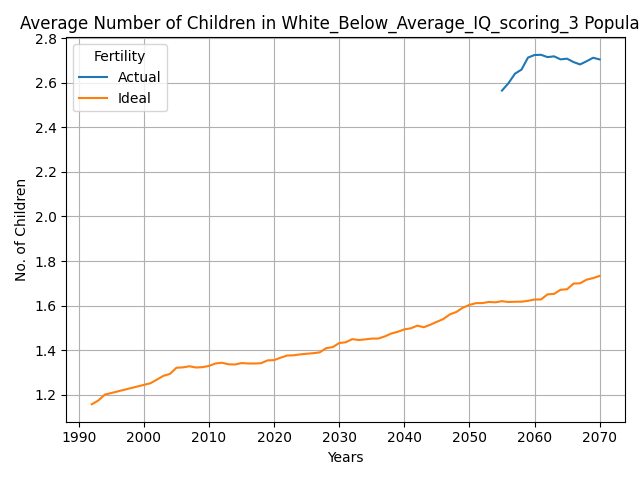 Average Number of Children in White_Below_Average_IQ_scoring_3 Popula
Fertility
Actual
Ideal
2.8
2.6
2.4
2.2
2.0
1.8
1.6
1.4
1.2
No. of Children
1990 2000 2010 2020 2030 2040 2050 2060 2070
Years